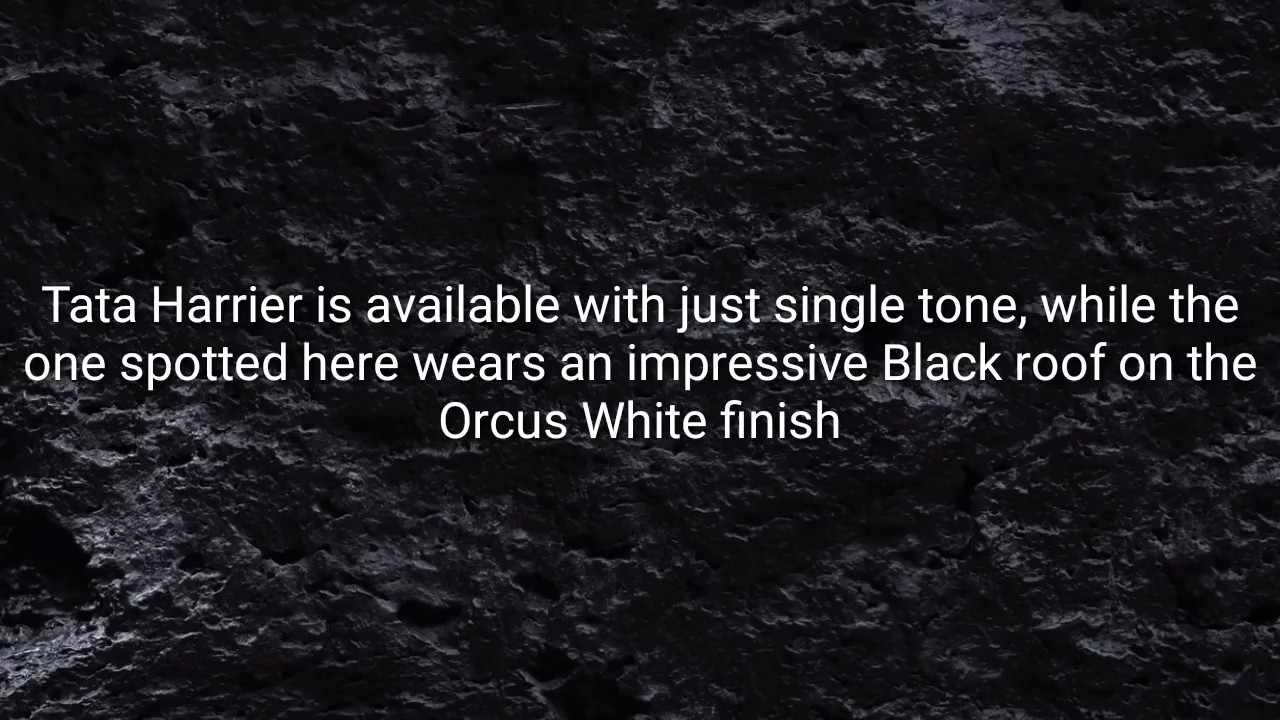 Tata Harrier is available with just single tone, while the
one spotted here wears an impressive Black roof on the
Orcus White finish